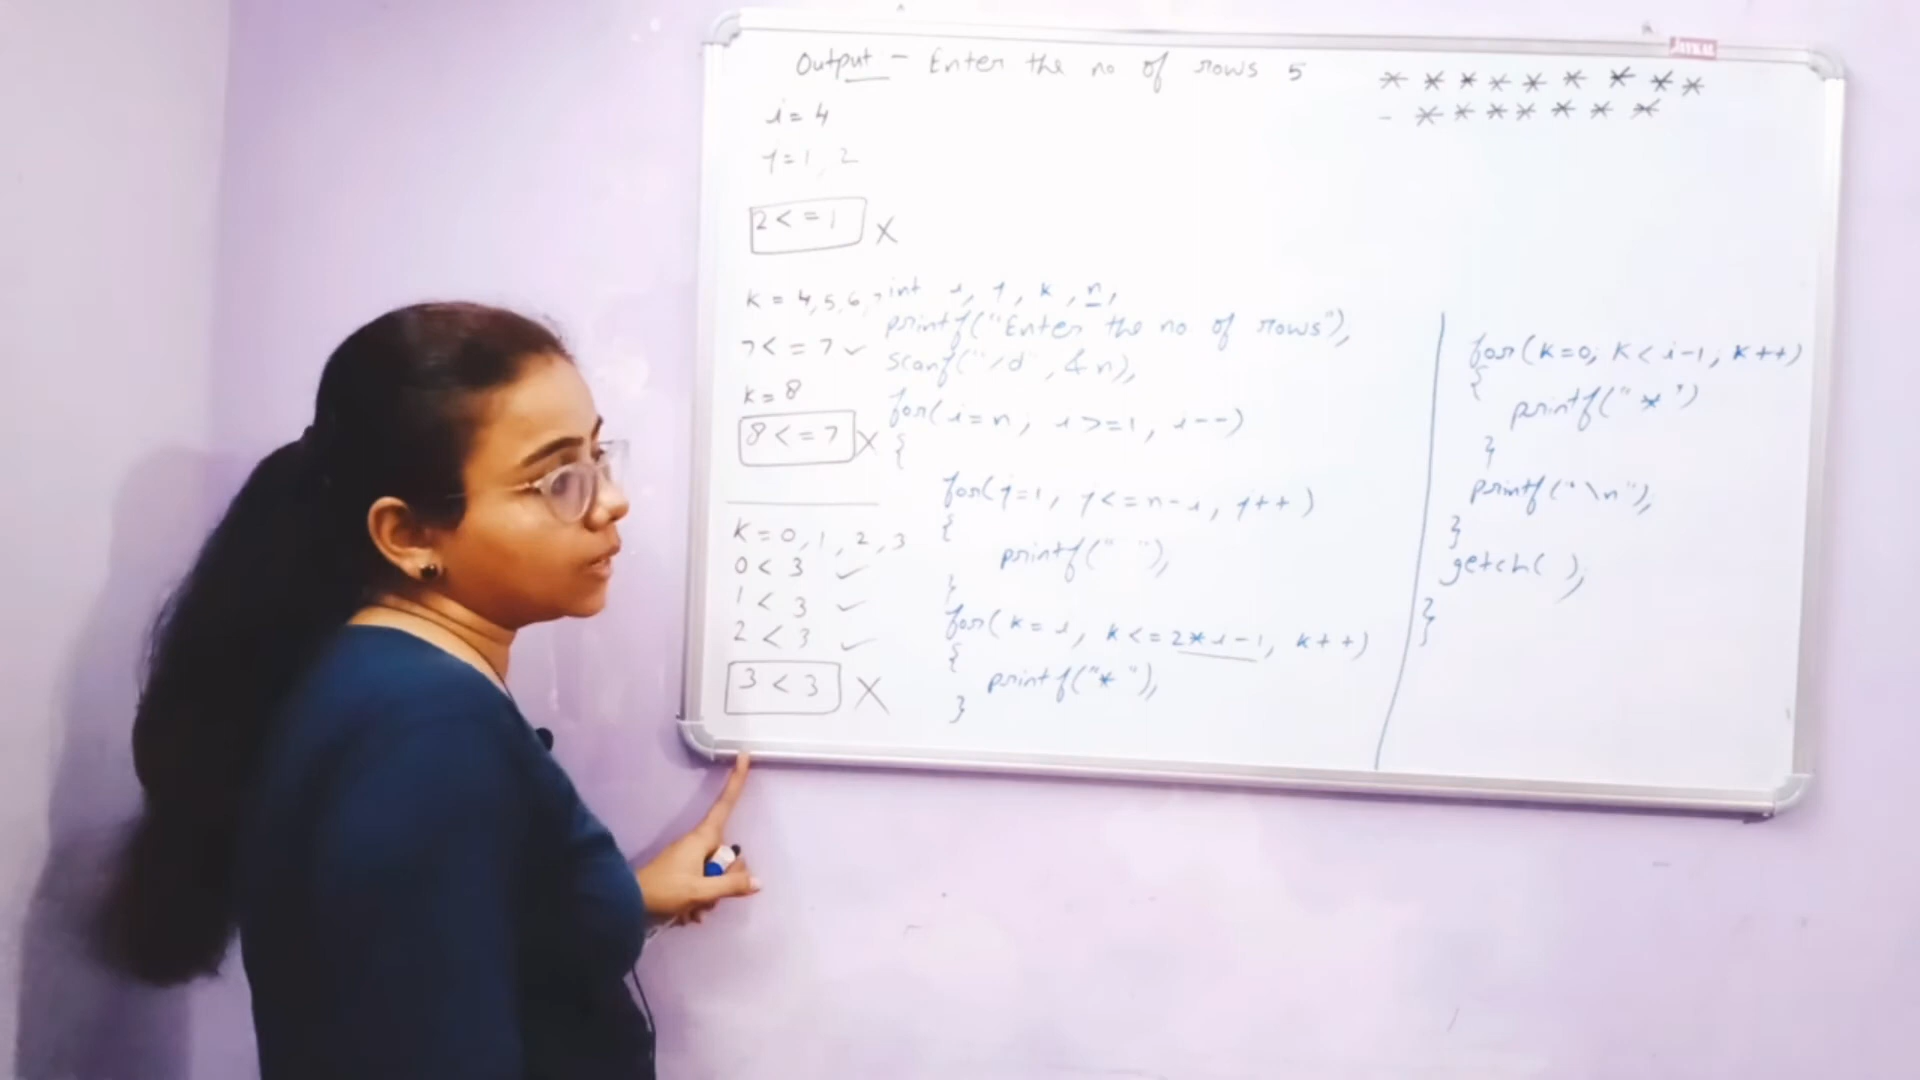 Output - Enter the no of rows 5
* * * * * * * * *
- * * * * * * *
i = 4
j = 1, 2
2 < = 1 X
k = 4, 5, 6, 7
7 < = 7 ✓
k = 8
8 < = 7 X
k = 0, 1, 2, 3
0 < 3 ✓
1 < 3 ✓
2 < 3 ✓
3 < 3 X
int i, j, k, n,
printf("Enter the no of rows"),
scanf("%d", &n),
for(i=n; i>=1, i--)
{
for(j=1, j<=n-i, j++)
{
printf(" "),
}
for(k=i, k<=2*i-1, k++)
{
printf("*"),
}
for(k=0; k<i-1, k++)
{
printf("*")
}
printf("\n");
}
getch( );
}